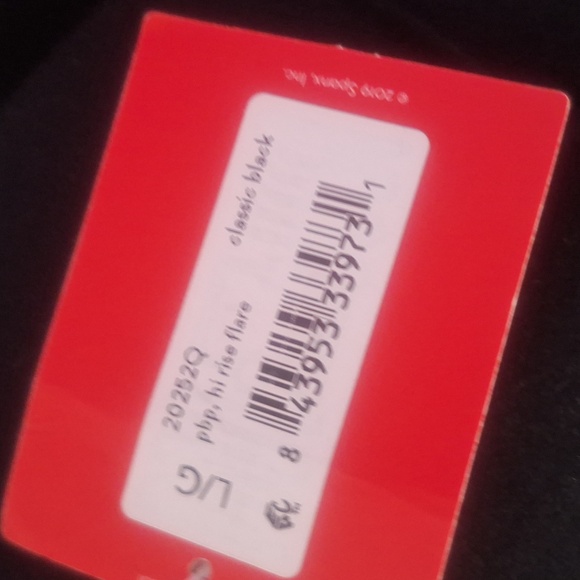 © 2019 Spanx, Inc.
20252Q
php, hi rise flare
classic black
L/G
8 43953 33973 1